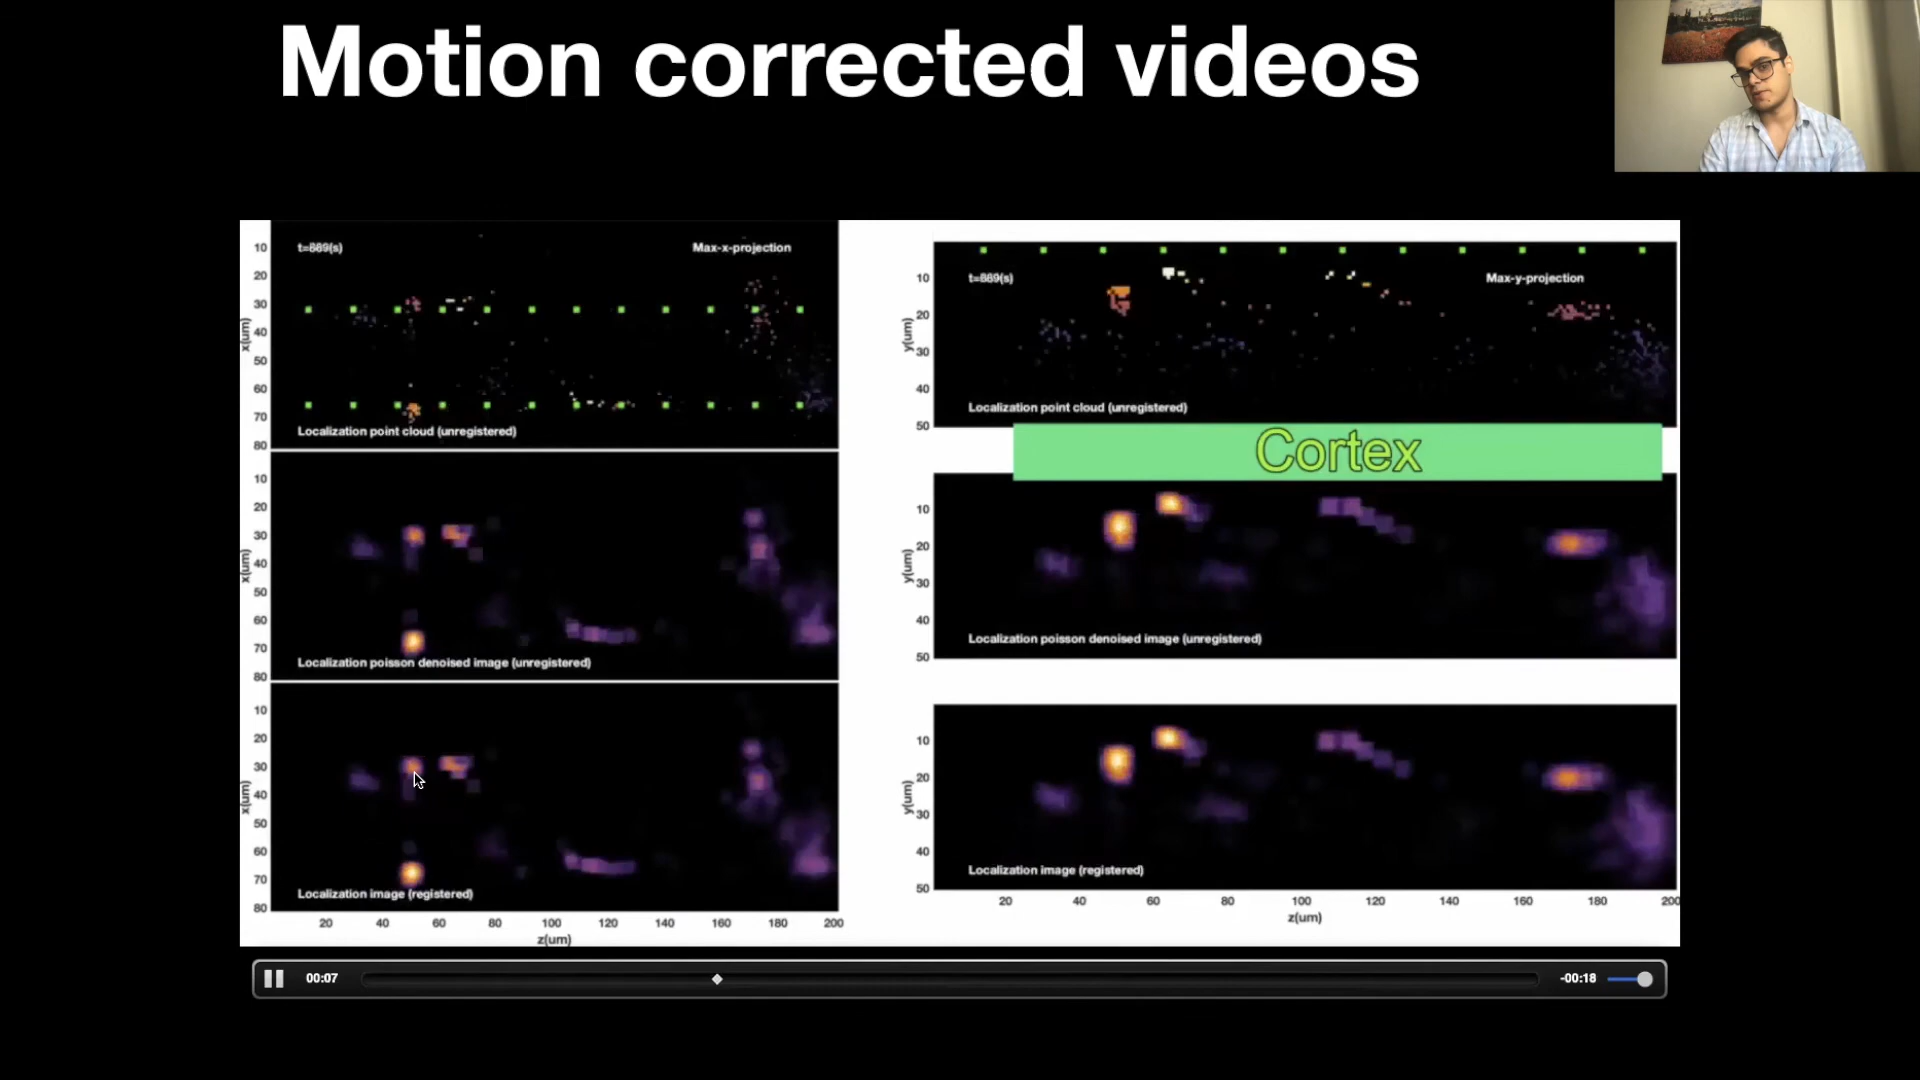 Motion corrected videos
t=869(s)
Max-x-projection
10
20
30
40
50
60
70
80
x(um)
Localization point cloud (unregistered)
10
20
30
40
50
60
70
80
x(um)
Localization poisson denoised image (unregistered)
10
20
30
40
50
60
70
80
x(um)
Localization image (registered)
20 40 60 80 100 120 140 160 180 200
z(um)
t=869(s)
Max-y-projection
10
20
30
40
50
y(um)
Localization point cloud (unregistered)
Cortex
10
20
30
40
50
y(um)
Localization poisson denoised image (unregistered)
10
20
30
40
50
y(um)
Localization image (registered)
20 40 60 80 100 120 140 160 180 200
z(um)
00:07
-00:18